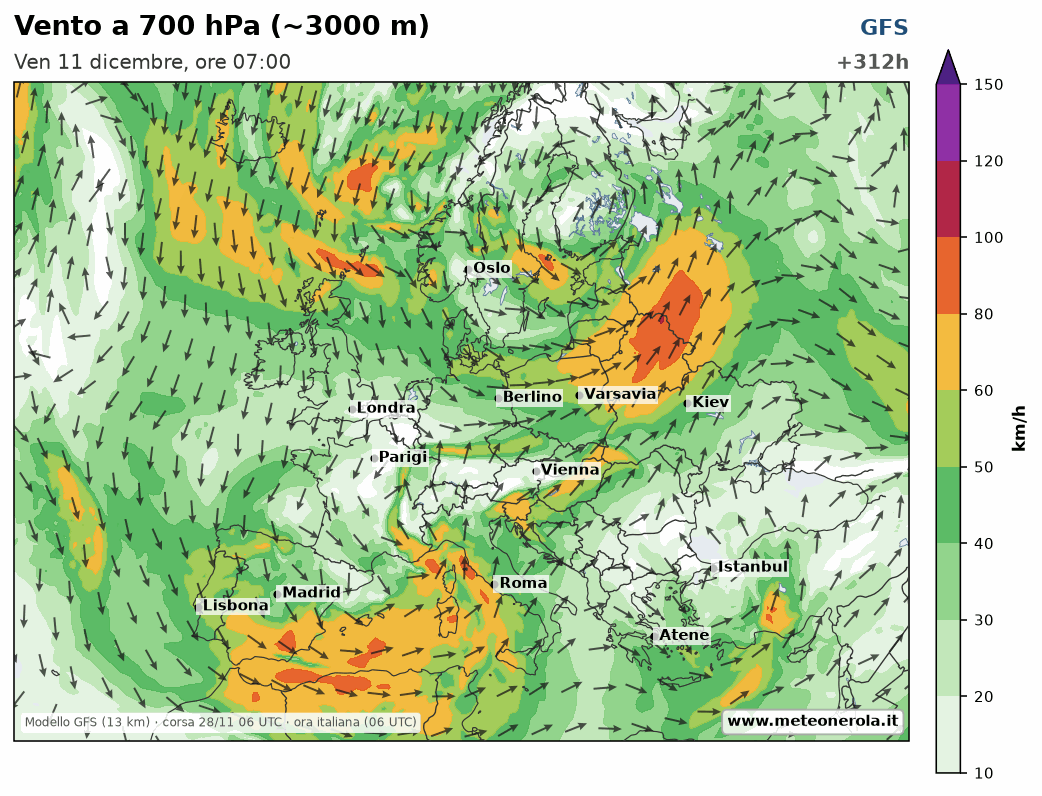 Vento a 700 hPa (~3000 m)
GFS
Ven 11 dicembre, ore 07:00
+312h
150
120
100
80
60
50
40
30
20
10
km/h
Oslo
Berlino
Varsavia
Kiev
Londra
Parigi
Vienna
Istanbul
Roma
Madrid
Lisbona
Atene
Modello GFS (13 km) · corsa 28/11 06 UTC · ora italiana (06 UTC)
www.meteonerola.it